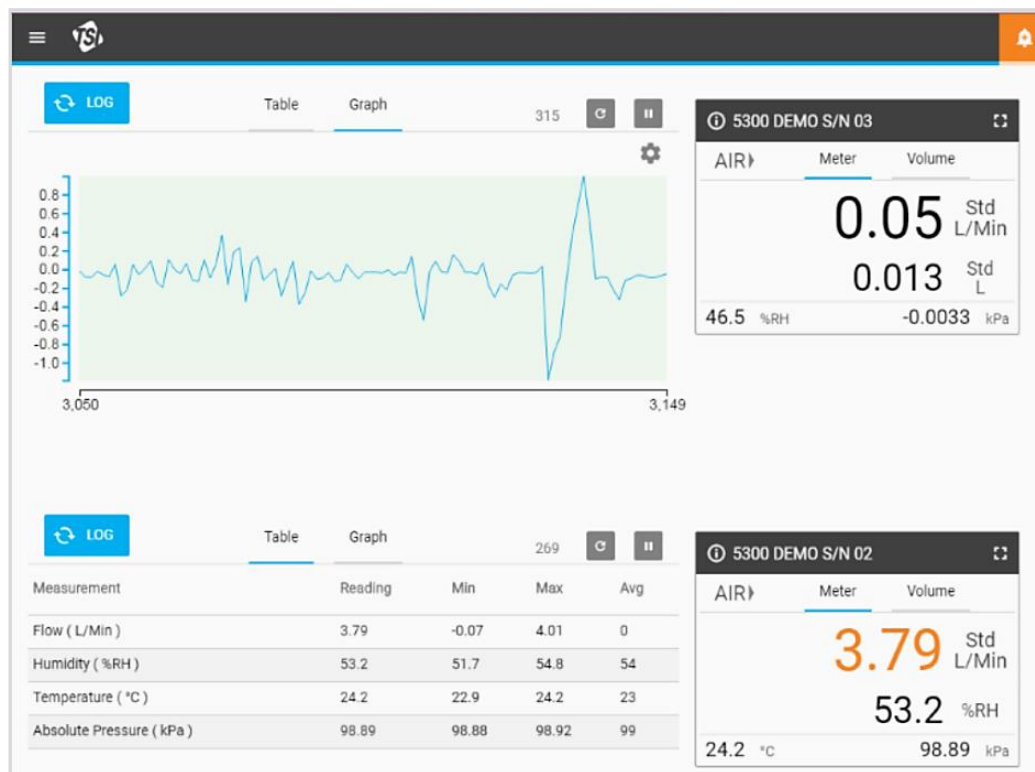 TSI
LOG Table Graph 315
0.8
0.6
0.4
0.2
0.0
-0.2
-0.4
-0.6
-0.8
-1.0
3,050 3,149
5300 DEMO S/N 03
AIR Meter Volume
0.05 Std L/Min
0.013 Std L
46.5 %RH -0.0033 kPa
LOG Table Graph 269
Measurement Reading Min Max Avg
Flow ( L/Min ) 3.79 -0.07 4.01 0
Humidity ( %RH ) 53.2 51.7 54.8 54
Temperature ( °C ) 24.2 22.9 24.2 23
Absolute Pressure ( kPa ) 98.89 98.88 98.92 99
5300 DEMO S/N 02
AIR Meter Volume
3.79 Std L/Min
53.2 %RH
24.2 °C 98.89 kPa